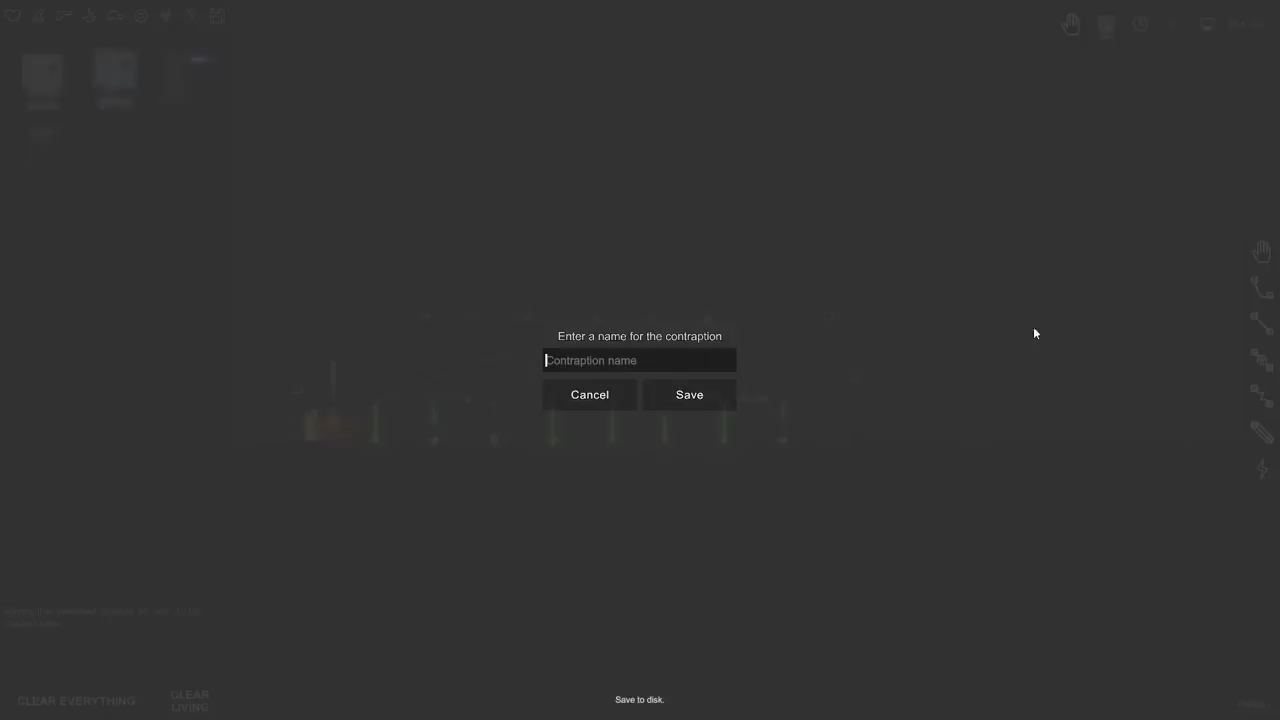 Enter a name for the contraption
Contraption name
Cancel
Save
CLEAR EVERYTHING
CLEAR
LIVING
Save to disk.